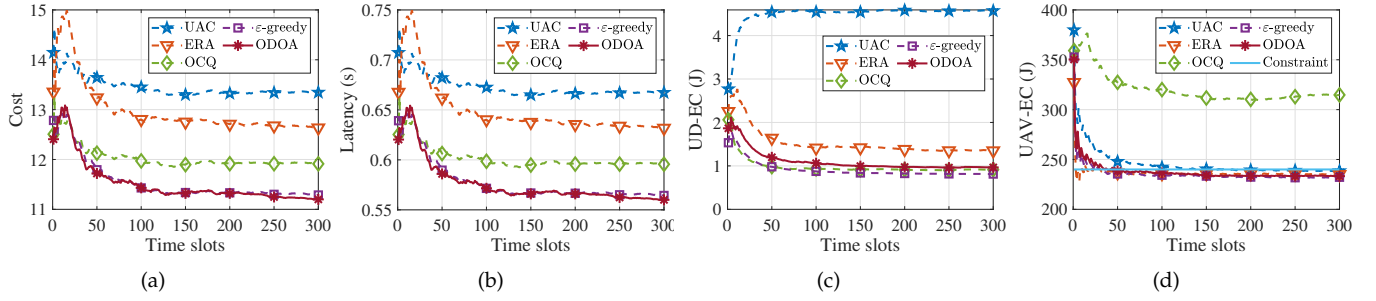 15
14
13
12
11
Cost
0 50 100 150 200 250 300
Time slots
UAC
ERA
OCQ
ε-greedy
ODOA
(a)
0.75
0.7
0.65
0.6
0.55
Latency (s)
0 50 100 150 200 250 300
Time slots
UAC
ERA
OCQ
ε-greedy
ODOA
(b)
4
3
2
1
0
UD-EC (J)
0 50 100 150 200 250 300
Time slots
UAC
ERA
OCQ
ε-greedy
ODOA
(c)
400
350
300
250
200
UAV-EC (J)
0 50 100 150 200 250 300
Time slots
UAC
ERA
OCQ
ε-greedy
ODOA
Constraint
(d)